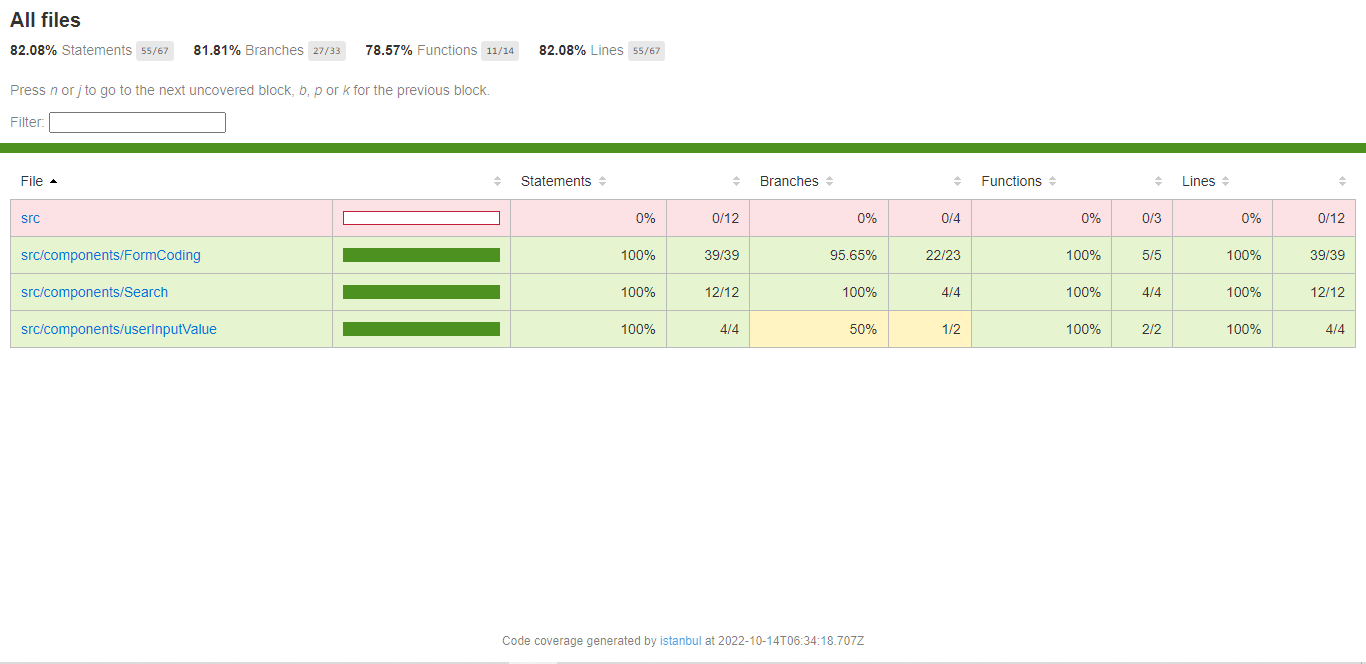 All files
82.08% Statements 55/67 81.81% Branches 27/33 78.57% Functions 11/14 82.08% Lines 55/67
Press n or j to go to the next uncovered block, b, p or k for the previous block.
Filter:
File Statements Branches Functions Lines
src 0% 0/12 0% 0/4 0% 0/3 0% 0/12
src/components/FormCoding 100% 39/39 95.65% 22/23 100% 5/5 100% 39/39
src/components/Search 100% 12/12 100% 4/4 100% 4/4 100% 12/12
src/components/userInputValue 100% 4/4 50% 1/2 100% 2/2 100% 4/4
Code coverage generated by istanbul at 2022-10-14T06:34:18.707Z